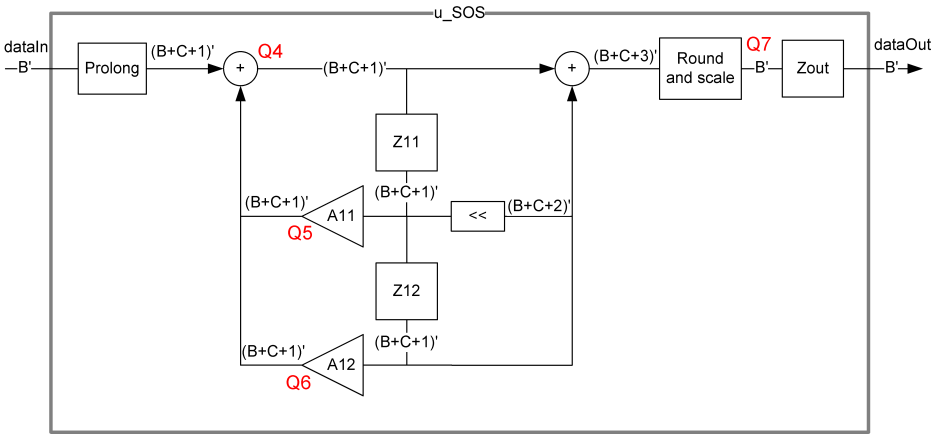 u_SOS
dataIn
B'
Prolong
(B+C+1)'
+
Q4
(B+C+1)'
+
(B+C+3)'
Round
and scale
Q7
B'
Zout
dataOut
B'
Z11
(B+C+1)'
(B+C+1)'
A11
Q5
<<
(B+C+2)'
Z12
(B+C+1)'
(B+C+1)'
A12
Q6